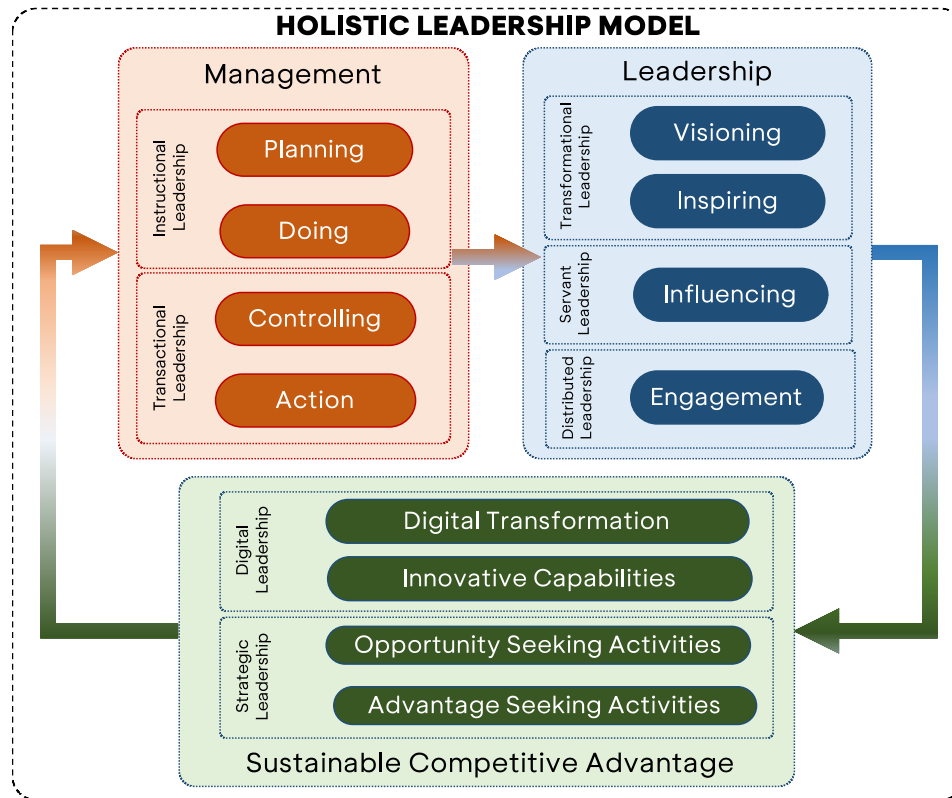 HOLISTIC LEADERSHIP MODEL
Management
Instructional
Leadership
Planning
Doing
Transactional
Leadership
Controlling
Action
Leadership
Transformational
Leadership
Visioning
Inspiring
Servant
Leadership
Influencing
Distributed
Leadership
Engagement
Digital
Leadership
Digital Transformation
Innovative Capabilities
Strategic
Leadership
Opportunity Seeking Activities
Advantage Seeking Activities
Sustainable Competitive Advantage